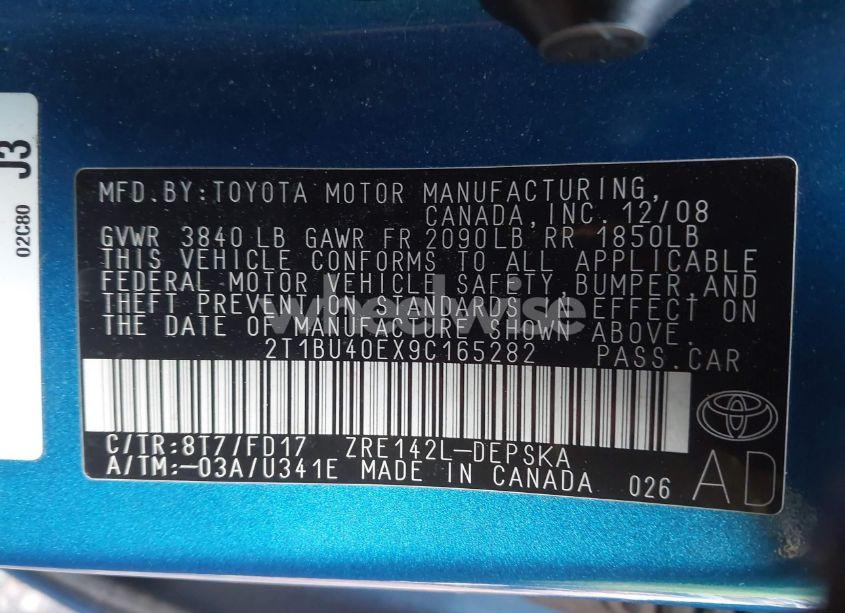 J3
02C80
MFD.BY:TOYOTA MOTOR MANUFACTURING,
CANADA,INC. 12/08
GVWR 3840 LB GAWR FR 2090LB RR 1850LB
THIS VEHICLE CONFORMS TO ALL APPLICABLE
FEDERAL MOTOR VEHICLE SAFETY, BUMPER,AND
THEFT PREVENTION STANDARDS IN EFFECT ON
THE DATE OF MANUFACTURE SHOWN ABOVE.
2T1BU40EX9C165282 PASS.CAR
C/TR:8T7/FD17 ZRE142L-DEPSKA
A/TM:-03A/U341E MADE IN CANADA 026
AD
wheelwise